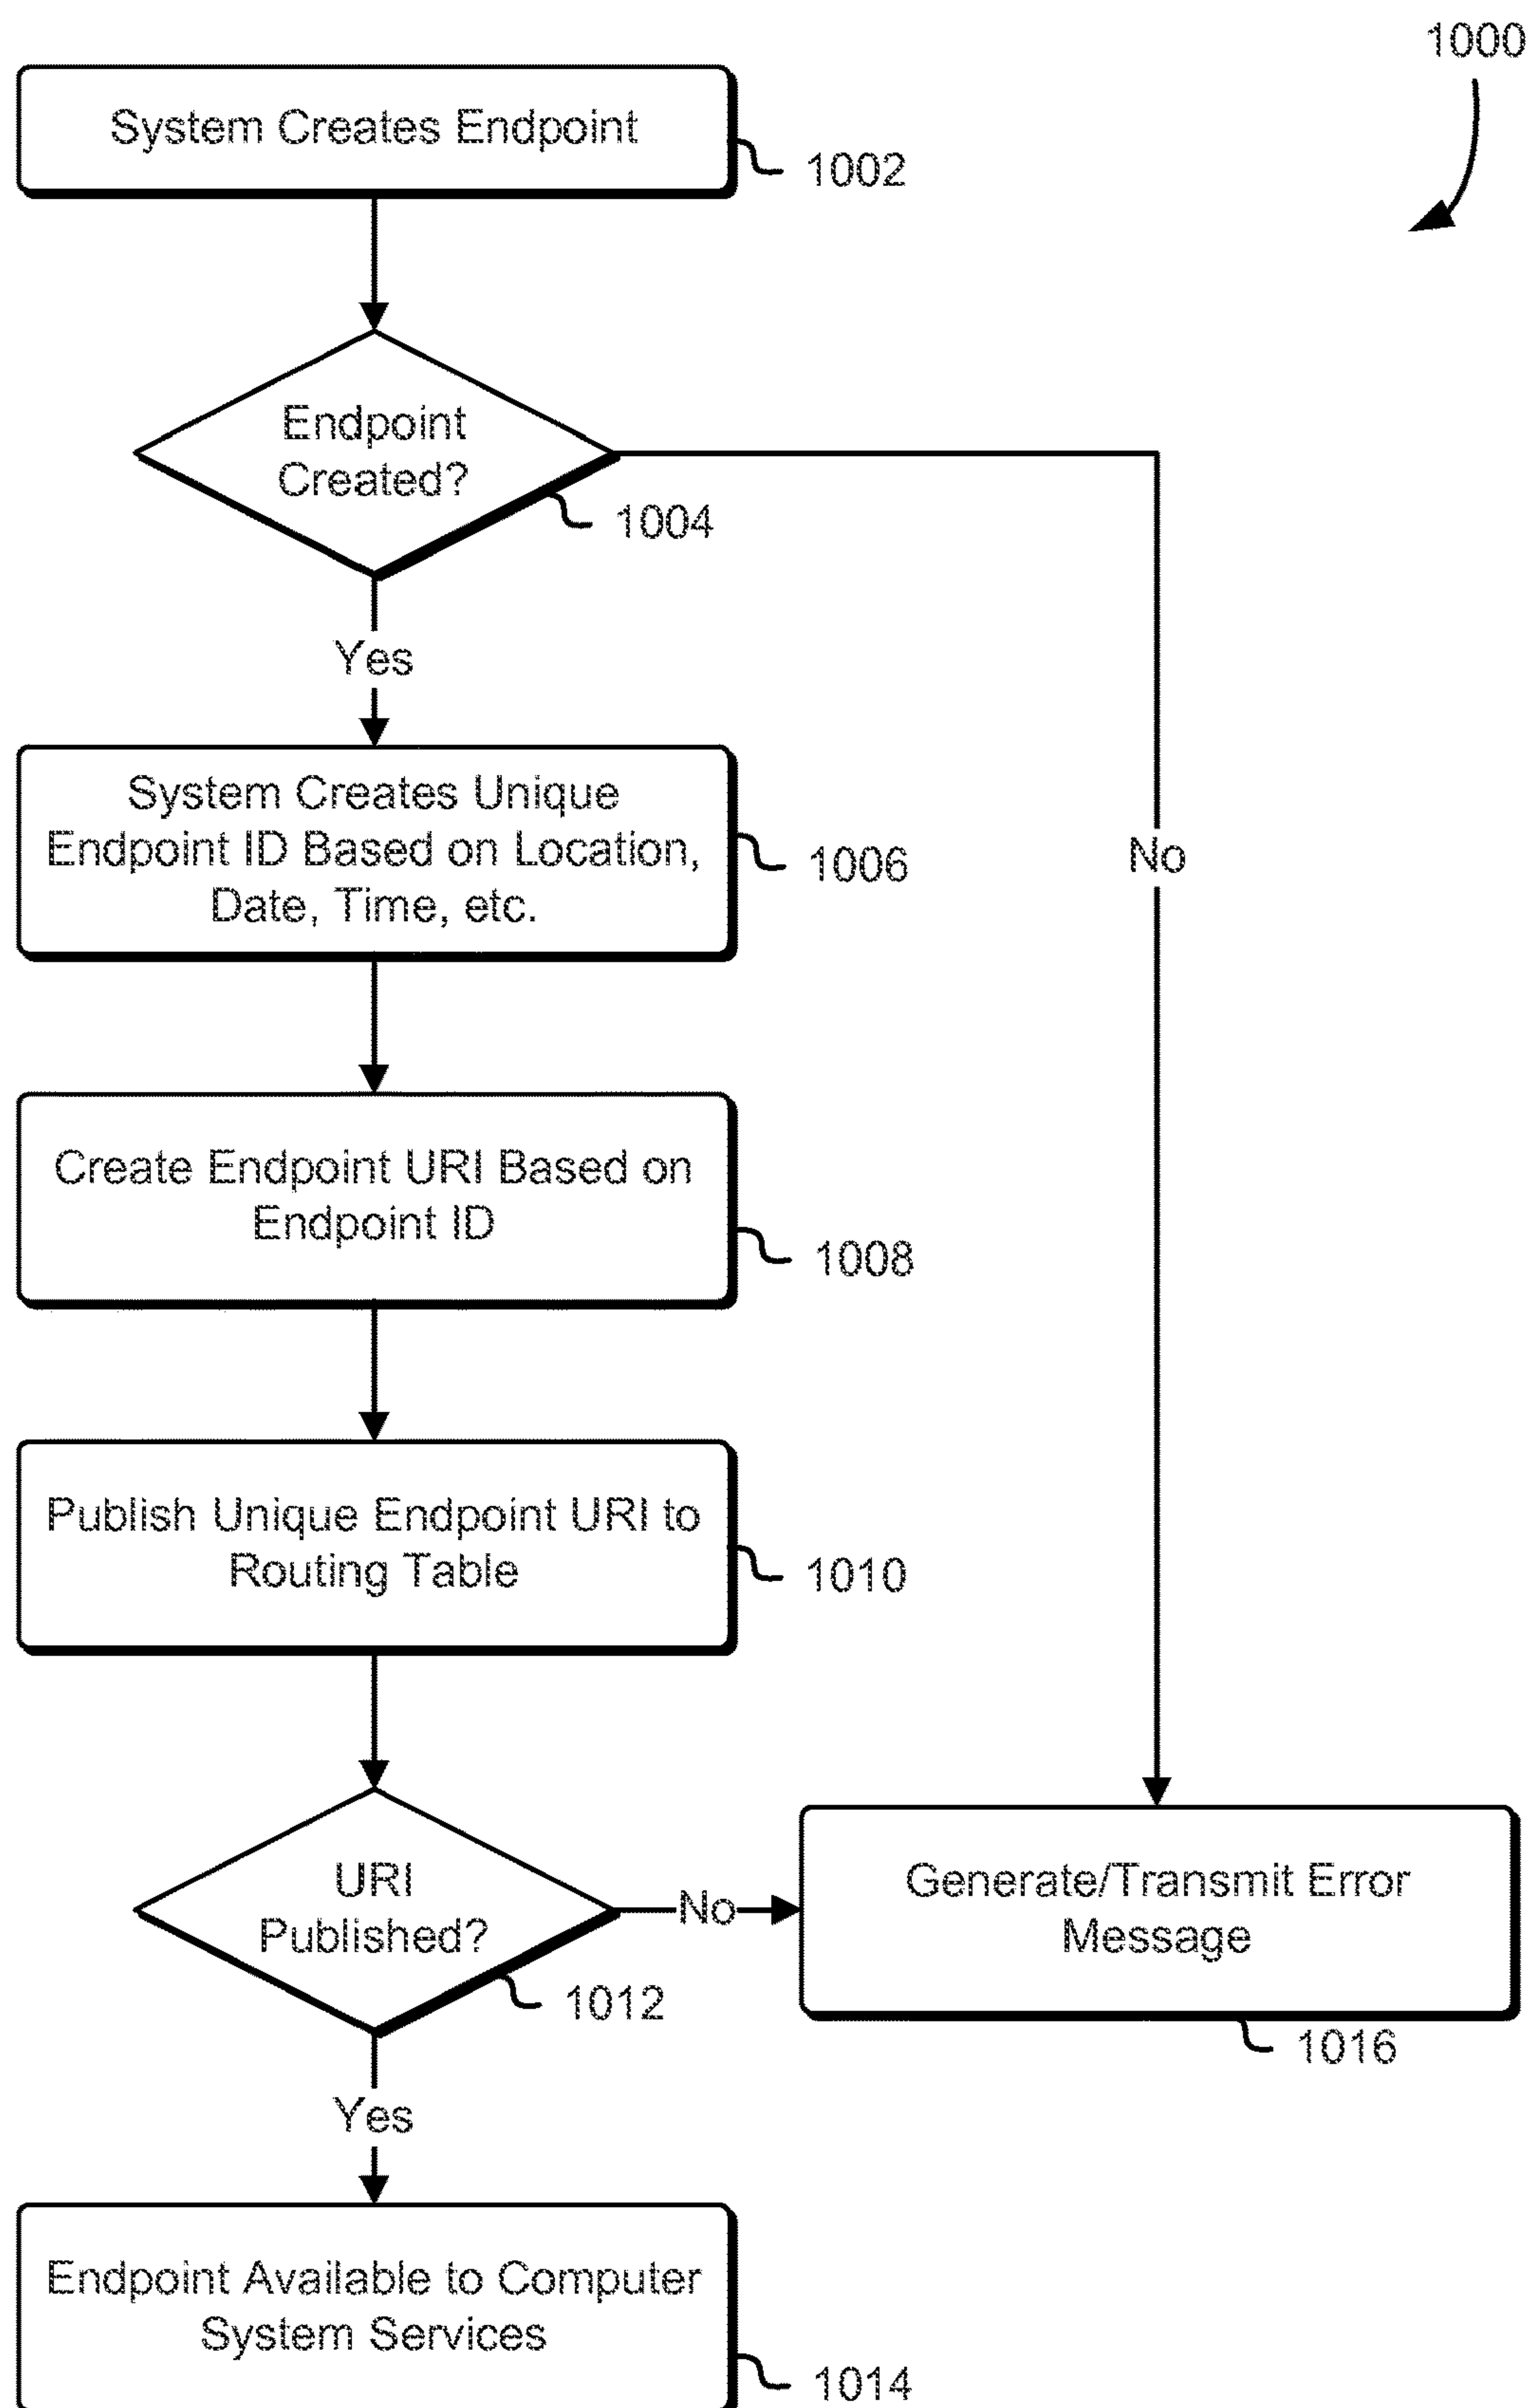 1000
System Creates Endpoint
1002
Endpoint
Created?
1004
Yes
System Creates Unique
Endpoint ID Based on Location,
Date, Time, etc.
1006
No
Create Endpoint URI Based on
Endpoint ID
1008
Publish Unique Endpoint URI to
Routing Table
1010
URI
Published?
1012
No
Generate/Transmit Error
Message
1016
Yes
Endpoint Available to Computer
System Services
1014